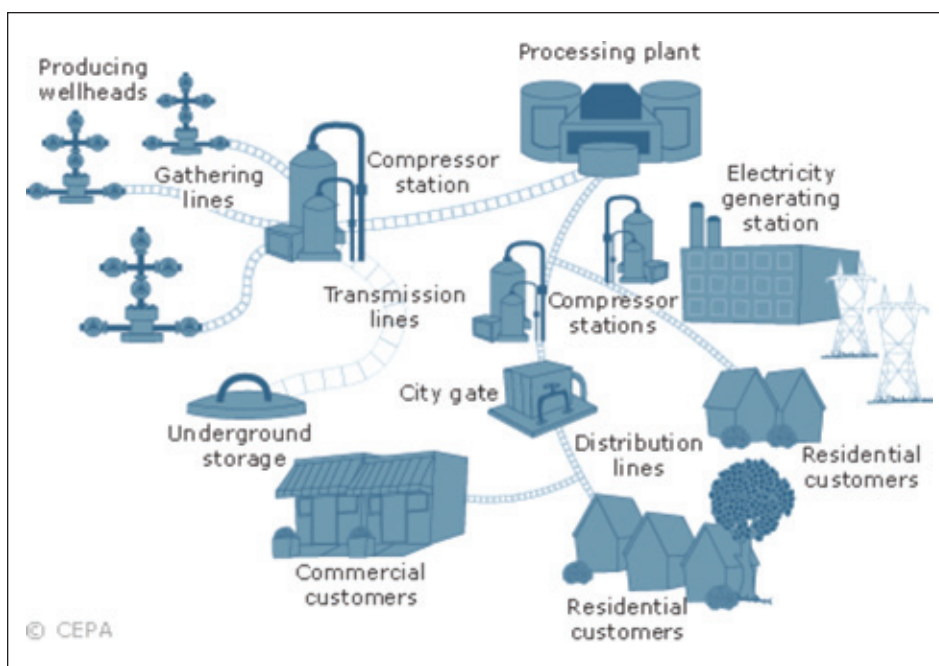 Processing plant
Producing
wellheads
Gathering
lines
Compressor
station
Electricity
generating
station
Transmission
lines
Compressor
stations
City gate
Underground
storage
Distribution
lines
Residential
customers
Commercial
customers
Residential
customers
© CEPA